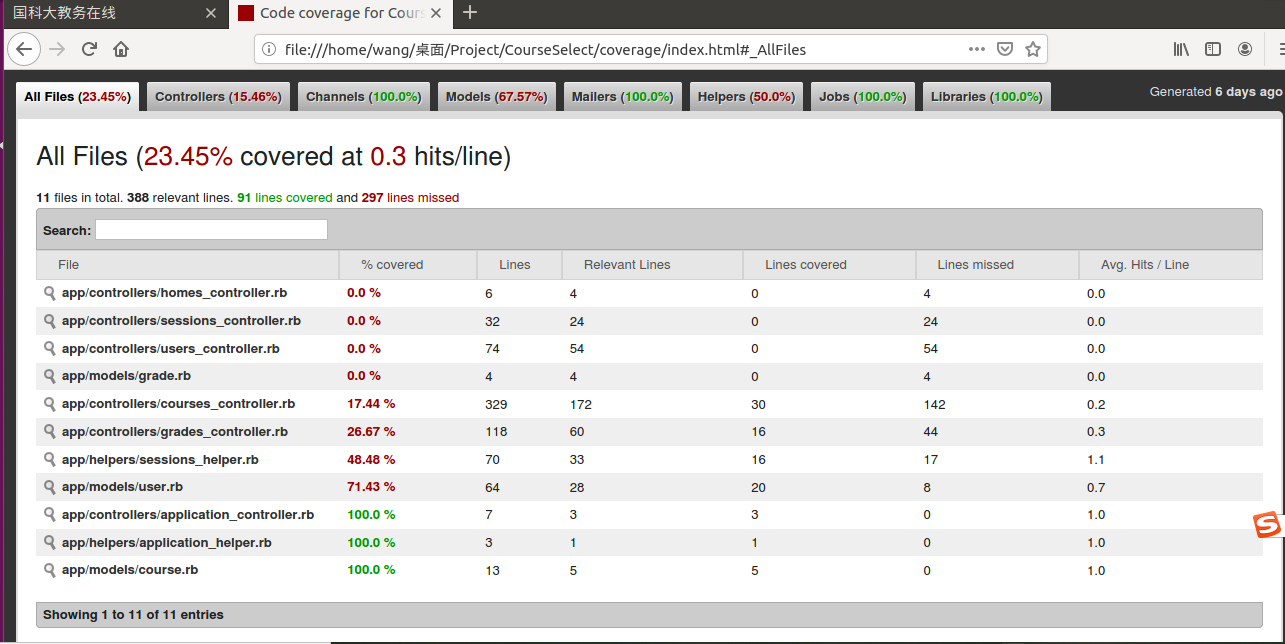 国科大教务在线 × Code coverage for Cours × +
file:///home/wang/桌面/Project/CourseSelect/coverage/index.html#_AllFiles
All Files (23.45%) Controllers (15.46%) Channels (100.0%) Models (67.57%) Mailers (100.0%) Helpers (50.0%) Jobs (100.0%) Libraries (100.0%) Generated 6 days ago
All Files (23.45% covered at 0.3 hits/line)
11 files in total. 388 relevant lines. 91 lines covered and 297 lines missed
Search:
File % covered Lines Relevant Lines Lines covered Lines missed Avg. Hits / Line
app/controllers/homes_controller.rb 0.0 % 6 4 0 4 0.0
app/controllers/sessions_controller.rb 0.0 % 32 24 0 24 0.0
app/controllers/users_controller.rb 0.0 % 74 54 0 54 0.0
app/models/grade.rb 0.0 % 4 4 0 4 0.0
app/controllers/courses_controller.rb 17.44 % 329 172 30 142 0.2
app/controllers/grades_controller.rb 26.67 % 118 60 16 44 0.3
app/helpers/sessions_helper.rb 48.48 % 70 33 16 17 1.1
app/models/user.rb 71.43 % 64 28 20 8 0.7
app/controllers/application_controller.rb 100.0 % 7 3 3 0 1.0
app/helpers/application_helper.rb 100.0 % 3 1 1 0 1.0
app/models/course.rb 100.0 % 13 5 5 0 1.0
Showing 1 to 11 of 11 entries